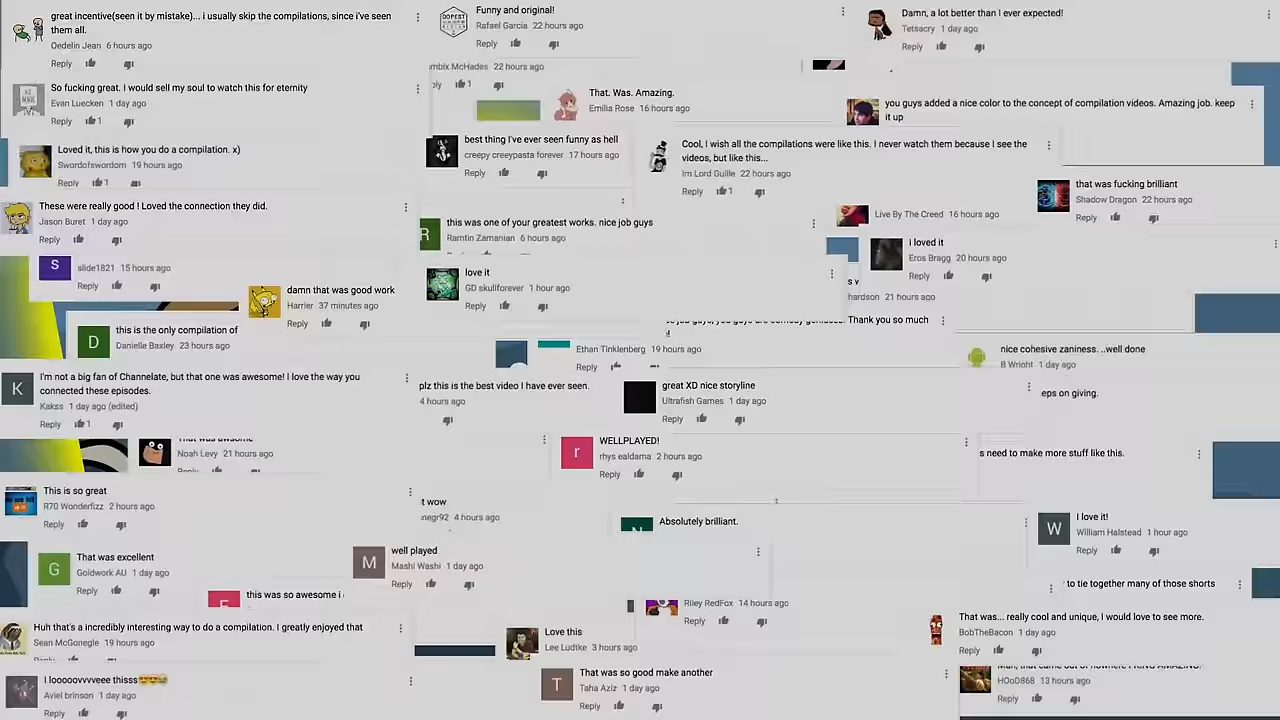 great incentive(seen it by mistake)... i usually skip the compilations, since i've seen
them all.
Oedelin Jean 6 hours ago
Reply
So fucking great. I would sell my soul to watch this for eternity
Evan Luecken 1 day ago
Reply 1
Loved it, this is how you do a compilation. x)
Swordofswordom 19 hours ago
Reply 1
These were really good ! Loved the connection they did.
Jason Buret 1 day ago
Reply
S
slide1821 15 hours ago
Reply
damn that was good work
Harrier 37 minutes ago
Reply
D
this is the only compilation of
Danielle Baxley 23 hours ago
K
I'm not a big fan of Channelate, but that one was awesome! I love the way you
connected these episodes.
Kakss 1 day ago (edited)
Reply 1
That was awsome
Noah Levy 21 hours ago
Reply
This is so great
R70 Wonderfizz 2 hours ago
Reply
G
That was excellent
Goldwork AU 1 day ago
Reply
this was so awesome i
Huh that's a incredibly interesting way to do a compilation. I greatly enjoyed that
Sean McGonegle 19 hours ago
Reply
I looooovvveeee thisss
Aviel brinson 1 day ago
Reply
DOPEST
Funny and original!
Rafael Garcia 22 hours ago
Reply
mbix McHades 22 hours ago
ply 1
That. Was. Amazing.
Emilia Rose 16 hours ago
best thing I've ever seen funny as hell
creepy creepypasta forever 17 hours ago
Reply
Cool, I wish all the compilations were like this. I never watch them because I see the
videos, but like this...
Im Lord Guille 22 hours ago
Reply 1
R
this was one of your greatest works. nice job guys
Ramtin Zamanian 6 hours ago
love it
GD skullforever 1 hour ago
Reply
Thank you so much
!
Ethan Tinklenberg 19 hours ago
Reply
plz this is the best video I have ever seen.
4 hours ago
great XD nice storyline
Ultrafish Games 1 day ago
Reply
r
WELLPLAYED!
rhys ealdama 2 hours ago
Reply
t wow
negr92 4 hours ago
Absolutely brilliant.
M
well played
Mashi Washi 1 day ago
Reply
Riley RedFox 14 hours ago
Reply
Love this
Lee Ludtke 3 hours ago
T
That was so good make another
Taha Aziz 1 day ago
Reply
Damn, a lot better than I ever expected!
Tetsacry 1 day ago
Reply
you guys added a nice color to the concept of compilation videos. Amazing job. keep
it up
that was fucking brilliant
Shadow Dragon 22 hours ago
Reply
Live By The Creed 16 hours ago
I loved it
Eros Bragg 20 hours ago
Reply
s
hardson 21 hours ago
nice cohesive zaniness. ..well done
B Wright 1 day ago
eps on giving.
s need to make more stuff like this.
W
I love it!
William Halstead 1 hour ago
Reply
to tie together many of those shorts
That was... really cool and unique, I would love to see more.
BobTheBacon 1 day ago
Reply
HOoD868 13 hours ago
Reply